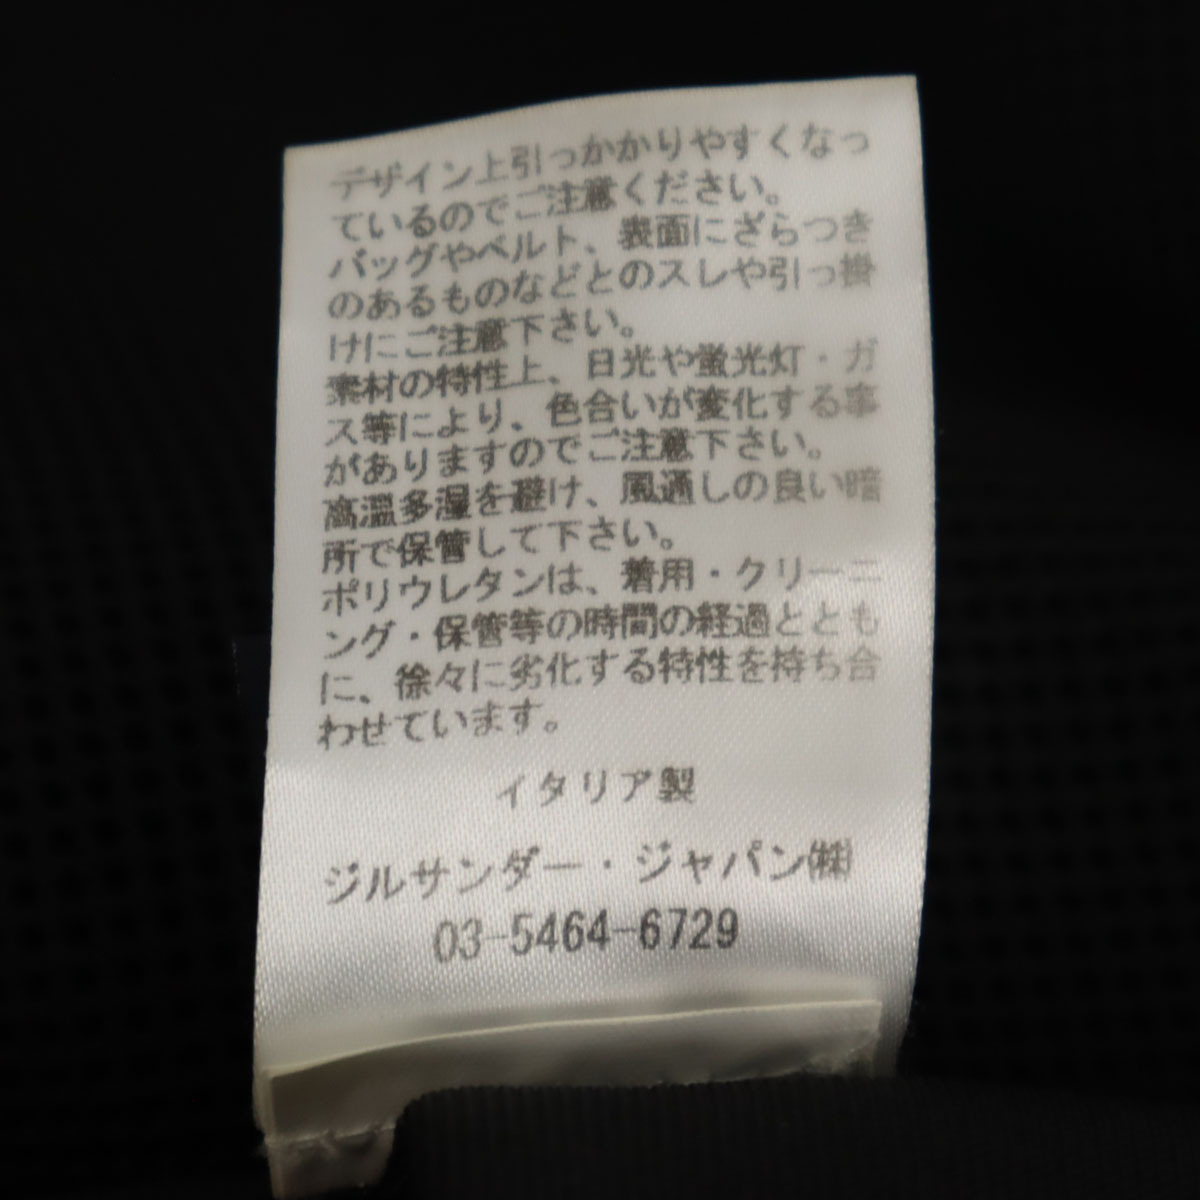 デザイン上引っかかりやすくなっ
ているのでご注意ください。
バッグやベルト、表面にざらつき
のあるものなどとのスレや引っ掛
けにご注意下さい。
素材の特性上、日光や蛍光灯・ガ
ス等により、色合いが変化する事
がありますのでご注意下さい。
高温多湿を避け、風通しの良い暗
所で保管して下さい。
ポリウレタンは、着用・クリーニ
ング・保管等の時間の経過ととも
に、徐々に劣化する特性を持ち合
わせています。
イタリア製
ジルサンダー・ジャパン㈱
03-5464-6729